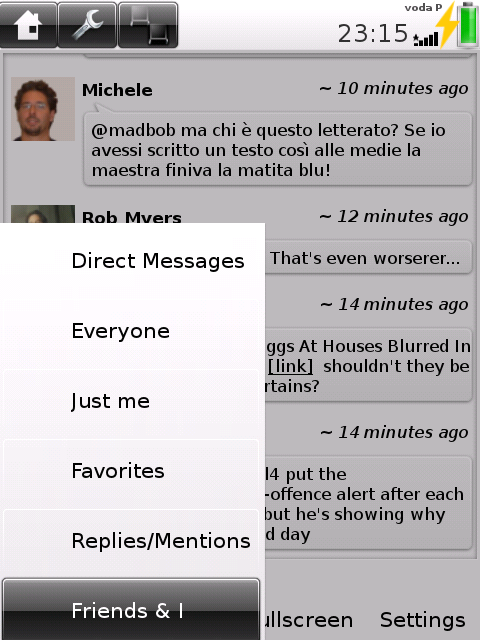 voda P
23:15
Michele
~ 10 minutes ago
@madbob ma chi è questo letterato? Se io
avessi scritto un testo così alle medie la
maestra finiva la matita blu!
Rob Myers
~ 12 minutes ago
That's even worserer...
~ 14 minutes ago
ggs At Houses Blurred In
[link] shouldn't they be
rtains?
~ 14 minutes ago
l4 put the
-offence alert after each
but he's showing why
d day
Direct Messages
Everyone
Just me
Favorites
Replies/Mentions
Friends & I
ullscreen
Settings